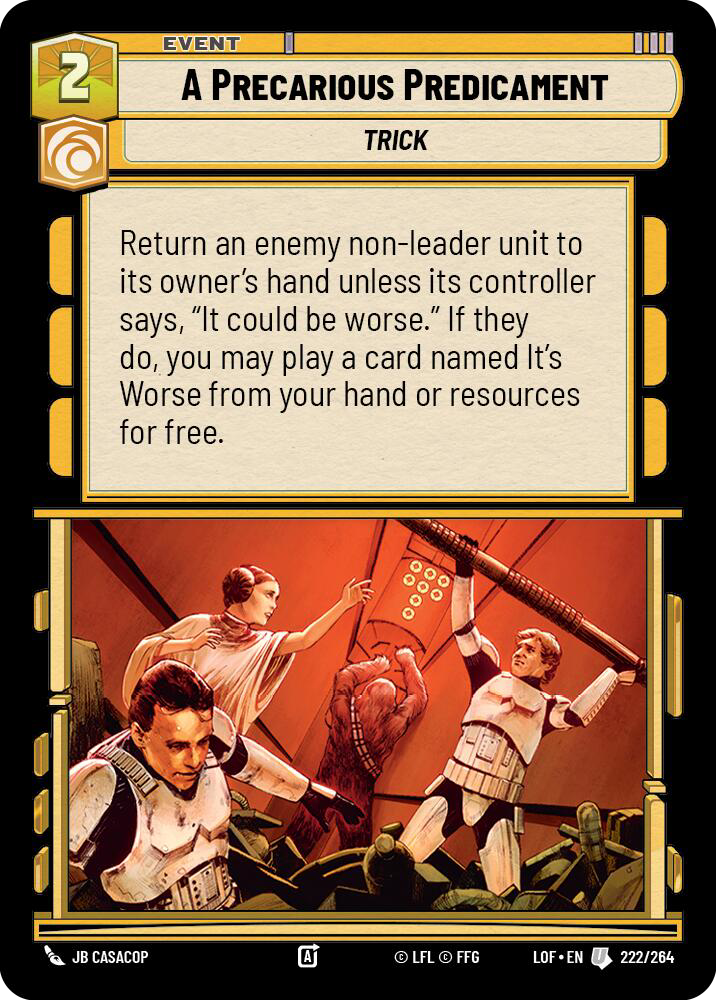 EVENT
2
A PRECARIOUS PREDICAMENT
TRICK
Return an enemy non-leader unit to
its owner’s hand unless its controller
says, “It could be worse.” If they
do, you may play a card named It’s
Worse from your hand or resources
for free.
JB CASACOP
A
© LFL © FFG
LOF • EN
U
222/264